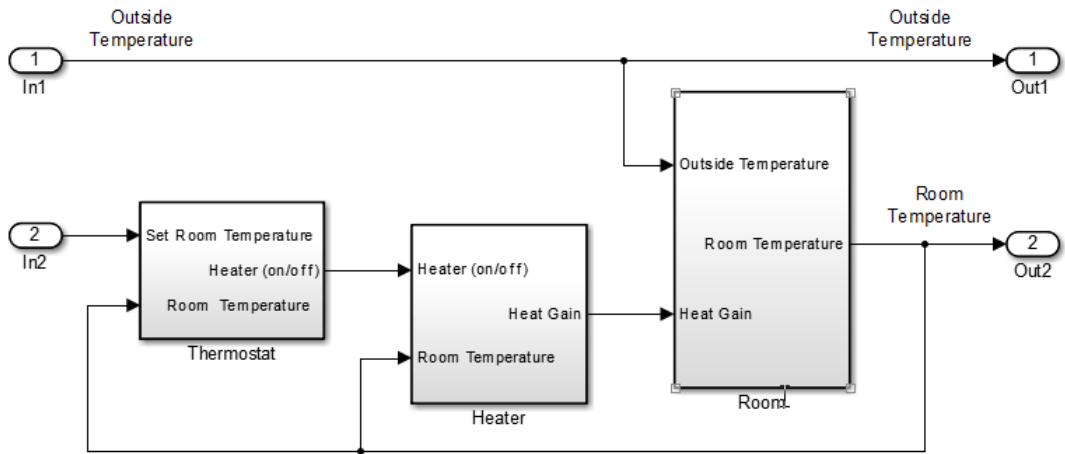 Outside
Temperature
Outside
Temperature
1
In1
1
Out1
Outside Temperature
Room
Temperature
2
In2
Set Room Temperature
Heater (on/off)
Room Temperature
Thermostat
Heater (on/off)
Heat Gain
Room Temperature
Heater
Room Temperature
Heat Gain
Room
2
Out2